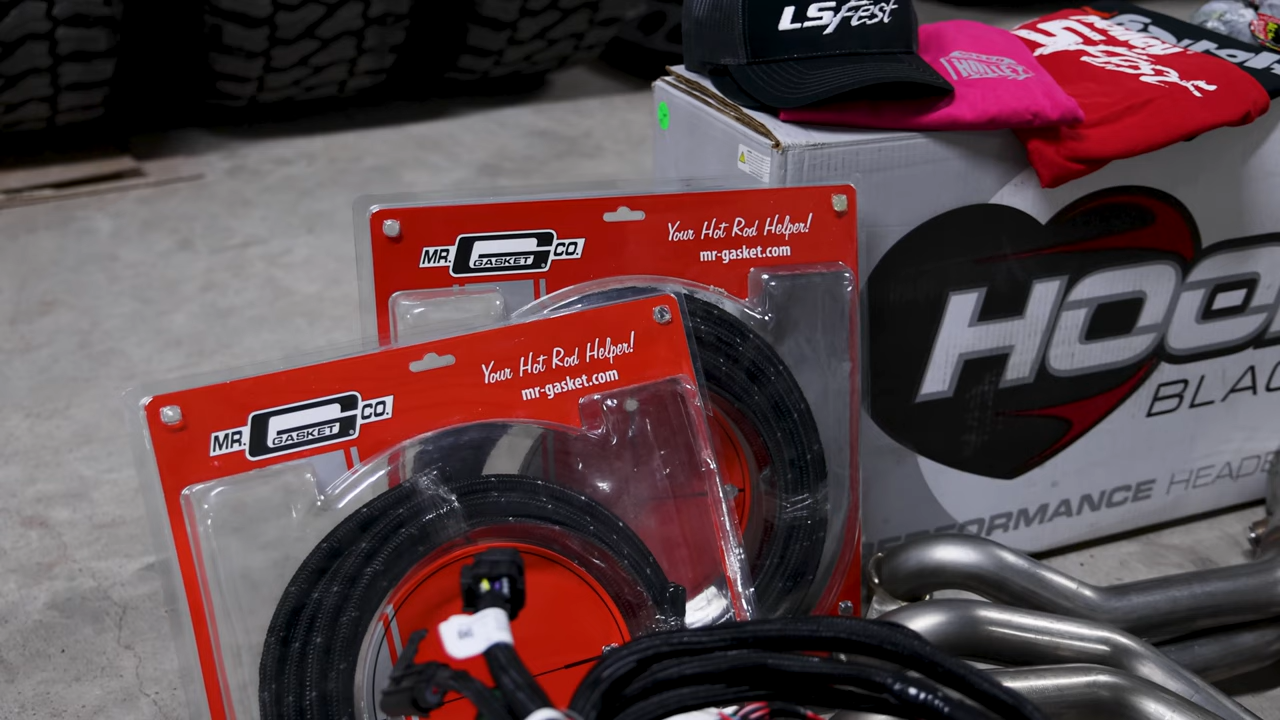 LSFest
HOLLEY
MR. GASKET CO.
Your Hot Rod Helper!
mr-gasket.com
MR. GASKET CO.
Your Hot Rod Helper!
mr-gasket.com
HOO
BLAC
PERFORMANCE HEADE